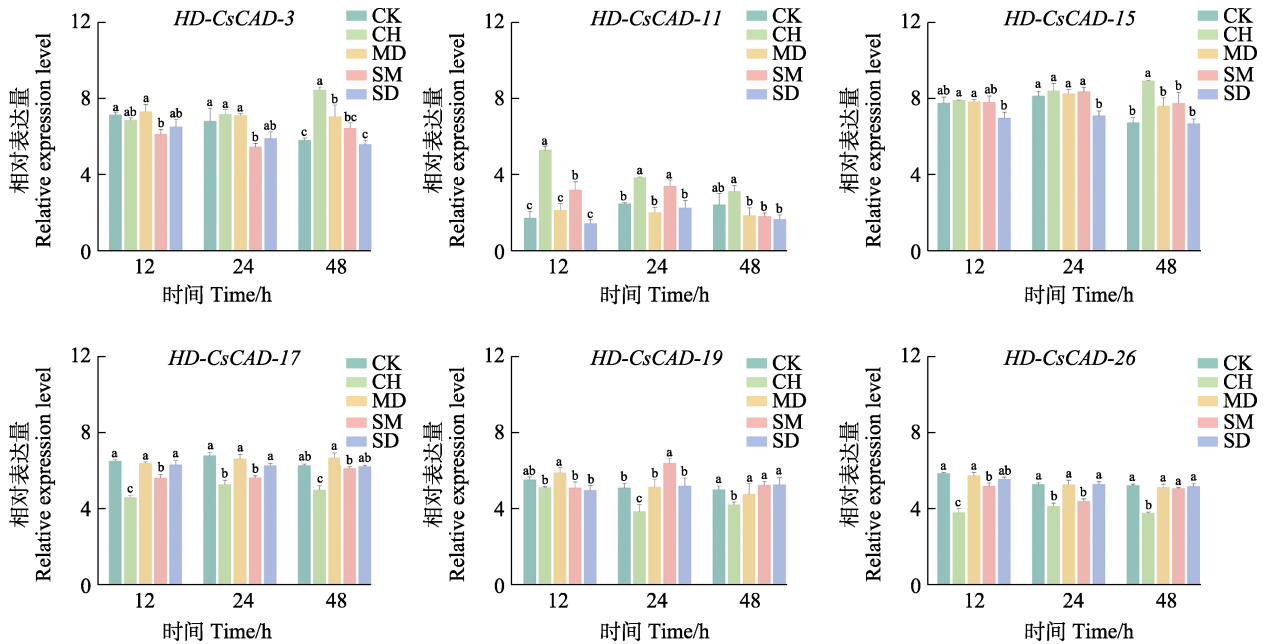 HD-CsCAD-3
12
8
4
0
相对表达量
Relative expression level
CK
CH
MD
SM
SD
a ab a b ab
a a a b ab
c a b bc c
12 24 48
时间 Time/h
HD-CsCAD-11
12
8
4
0
相对表达量
Relative expression level
CK
CH
MD
SM
SD
c a c b c
b a b a b
ab a b b b
12 24 48
时间 Time/h
HD-CsCAD-15
12
8
4
0
相对表达量
Relative expression level
CK
CH
MD
SM
SD
ab a a ab b
a a a a b
c a b b c
12 24 48
时间 Time/h
HD-CsCAD-17
12
8
4
0
相对表达量
Relative expression level
CK
CH
MD
SM
SD
a c a b a
a b a b a
ab c a b ab
12 24 48
时间 Time/h
HD-CsCAD-19
12
8
4
0
相对表达量
Relative expression level
CK
CH
MD
SM
SD
ab b a b b
b c b a b
a b a a a
12 24 48
时间 Time/h
HD-CsCAD-26
12
8
4
0
相对表达量
Relative expression level
CK
CH
MD
SM
SD
a c a b ab
a b a b a
a b a a a
12 24 48
时间 Time/h